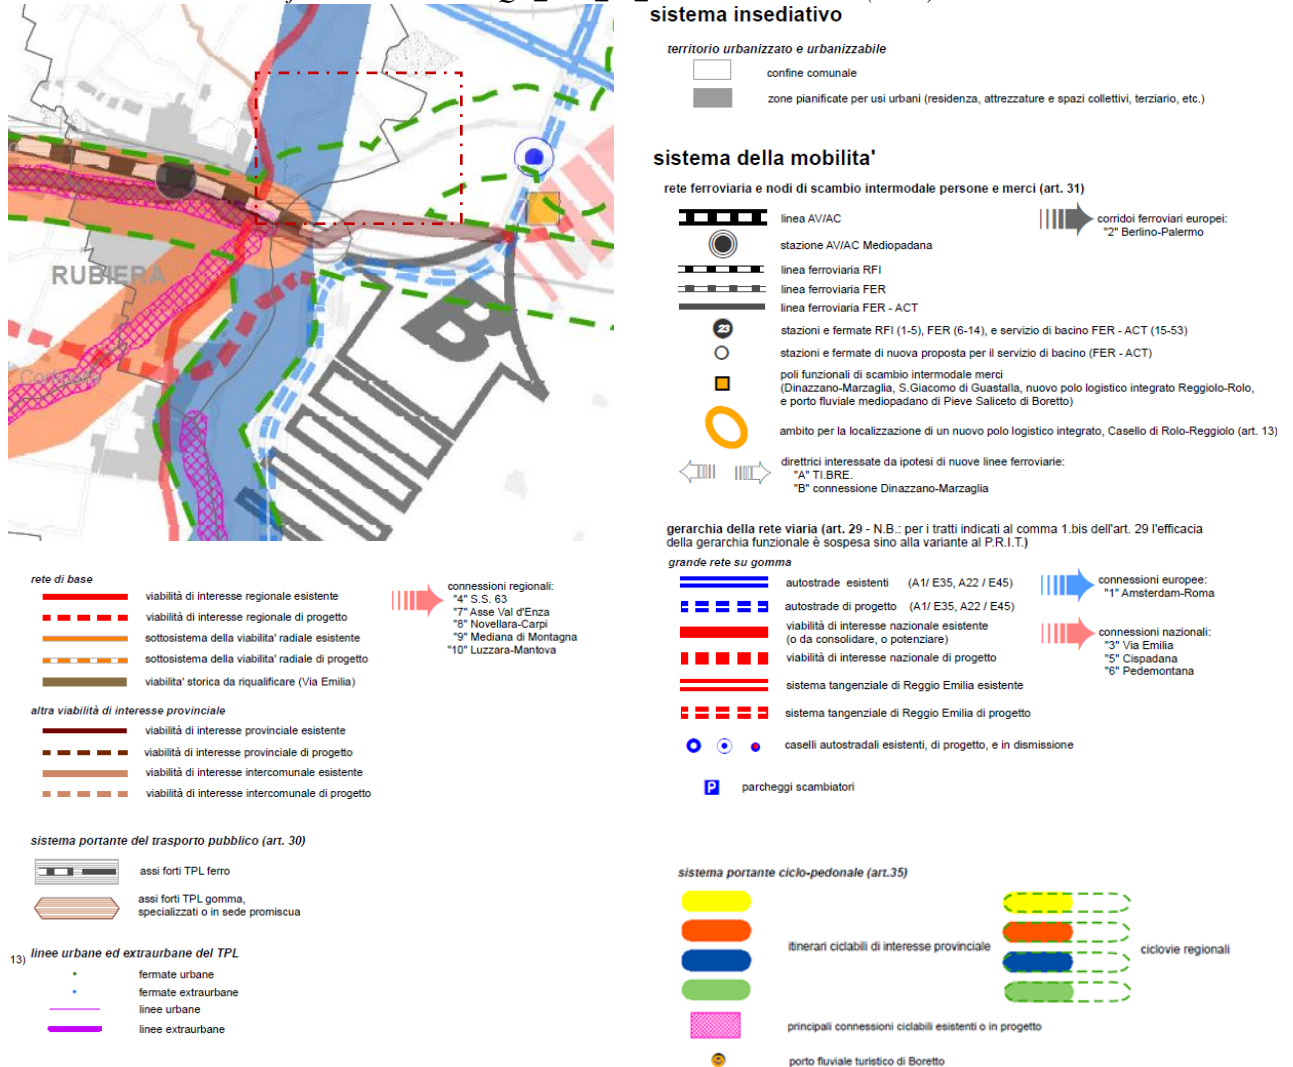 sistema insediativo
territorio urbanizzato e urbanizzabile
confine comunale
zone pianificate per usi urbani (residenza, attrezzature e spazi collettivi, terziario, etc.)
sistema della mobilita'
rete ferroviaria e nodi di scambio intermodale persone e merci (art. 31)
linea AV/AC
corridoi ferroviari europei:
"2" Berlino-Palermo
stazione AV/AC Mediopadana
linea ferroviaria RFI
linea ferroviaria FER
linea ferroviaria FER - ACT
23
stazioni e fermate RFI (1-5), FER (6-14), e servizio di bacino FER - ACT (15-53)
stazioni e fermate di nuova proposta per il servizio di bacino (FER - ACT)
poli funzionali di scambio intermodale merci
(Dinazzano-Marzaglia, S.Giacomo di Guastalla, nuovo polo logistico integrato Reggiolo-Rolo,
e porto fluviale mediopadano di Pieve Saliceto di Boretto)
ambito per la localizzazione di un nuovo polo logistico integrato, Casello di Rolo-Reggiolo (art. 13)
direttrici interessate da ipotesi di nuove linee ferroviarie:
"A" TI.BRE.
"B" connessione Dinazzano-Marzaglia
gerarchia della rete viaria (art. 29 - N.B.: per i tratti indicati al comma 1.bis dell'art. 29 l'efficacia
della gerarchia funzionale è sospesa sino alla variante al P.R.I.T.)
grande rete su gomma
autostrade esistenti (A1/ E35, A22 / E45)
connessioni europee:
"1" Amsterdam-Roma
autostrade di progetto (A1/ E35, A22 / E45)
viabilità di interesse nazionale esistente
(o da consolidare, o potenziare)
connessioni nazionali:
"3" Via Emilia
"5" Cispadana
"6" Pedemontana
viabilità di interesse nazionale di progetto
sistema tangenziale di Reggio Emilia esistente
sistema tangenziale di Reggio Emilia di progetto
caselli autostradali esistenti, di progetto, e in dismissione
P
parcheggi scambiatori
sistema portante ciclo-pedonale (art.35)
itinerari ciclabili di interesse provinciale
ciclovie regionali
principali connessioni ciclabili esistenti o in progetto
porto fluviale turistico di Boretto
RUBIERA
B
rete di base
viabilità di interesse regionale esistente
viabilità di interesse regionale di progetto
sottosistema della viabilita' radiale esistente
sottosistema della viabilita' radiale di progetto
viabilita' storica da riqualificare (Via Emilia)
connessioni regionali:
"4" S.S. 63
"7" Asse Val d'Enza
"8" Novellara-Carpi
"9" Mediana di Montagna
"10" Luzzara-Mantova
altra viabilità di interesse provinciale
viabilità di interesse provinciale esistente
viabilità di interesse provinciale di progetto
viabilità di interesse intercomunale esistente
viabilità di interesse intercomunale di progetto
sistema portante del trasporto pubblico (art. 30)
assi forti TPL ferro
assi forti TPL gomma,
specializzati o in sede promiscua
13) linee urbane ed extraurbane del TPL
fermate urbane
fermate extraurbane
linee urbane
linee extraurbane